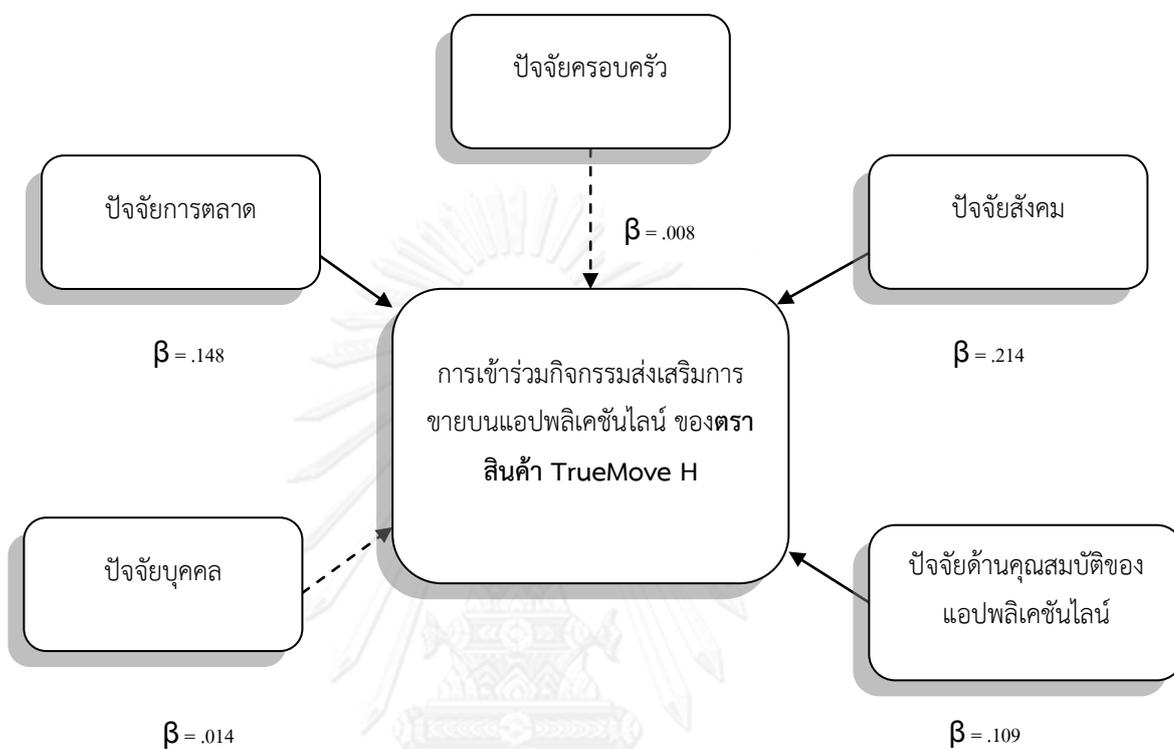 ปัจจัยครอบครัว
ปัจจัยการตลาด
ปัจจัยสังคม
β = .008
β = .148
β = .214
การเข้าร่วมกิจกรรมส่งเสริมการ
ขายบนแอปพลิเคชันไลน์ ของตรา
สินค้า TrueMove H
ปัจจัยบุคคล
ปัจจัยด้านคุณสมบัติของ
แอปพลิเคชันไลน์
β = .014
β = .109